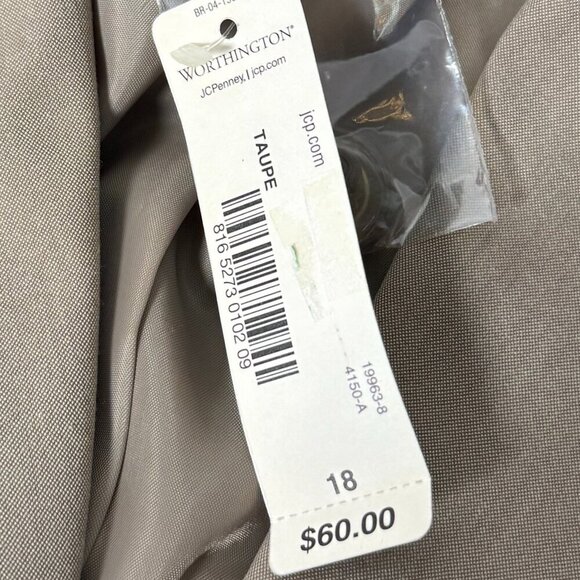 WORTHINGTON®
JCPenney | jcp.com
jcp.com
TAUPE
816 5273 0102 09
19963-8
4150-A
18
$60.00